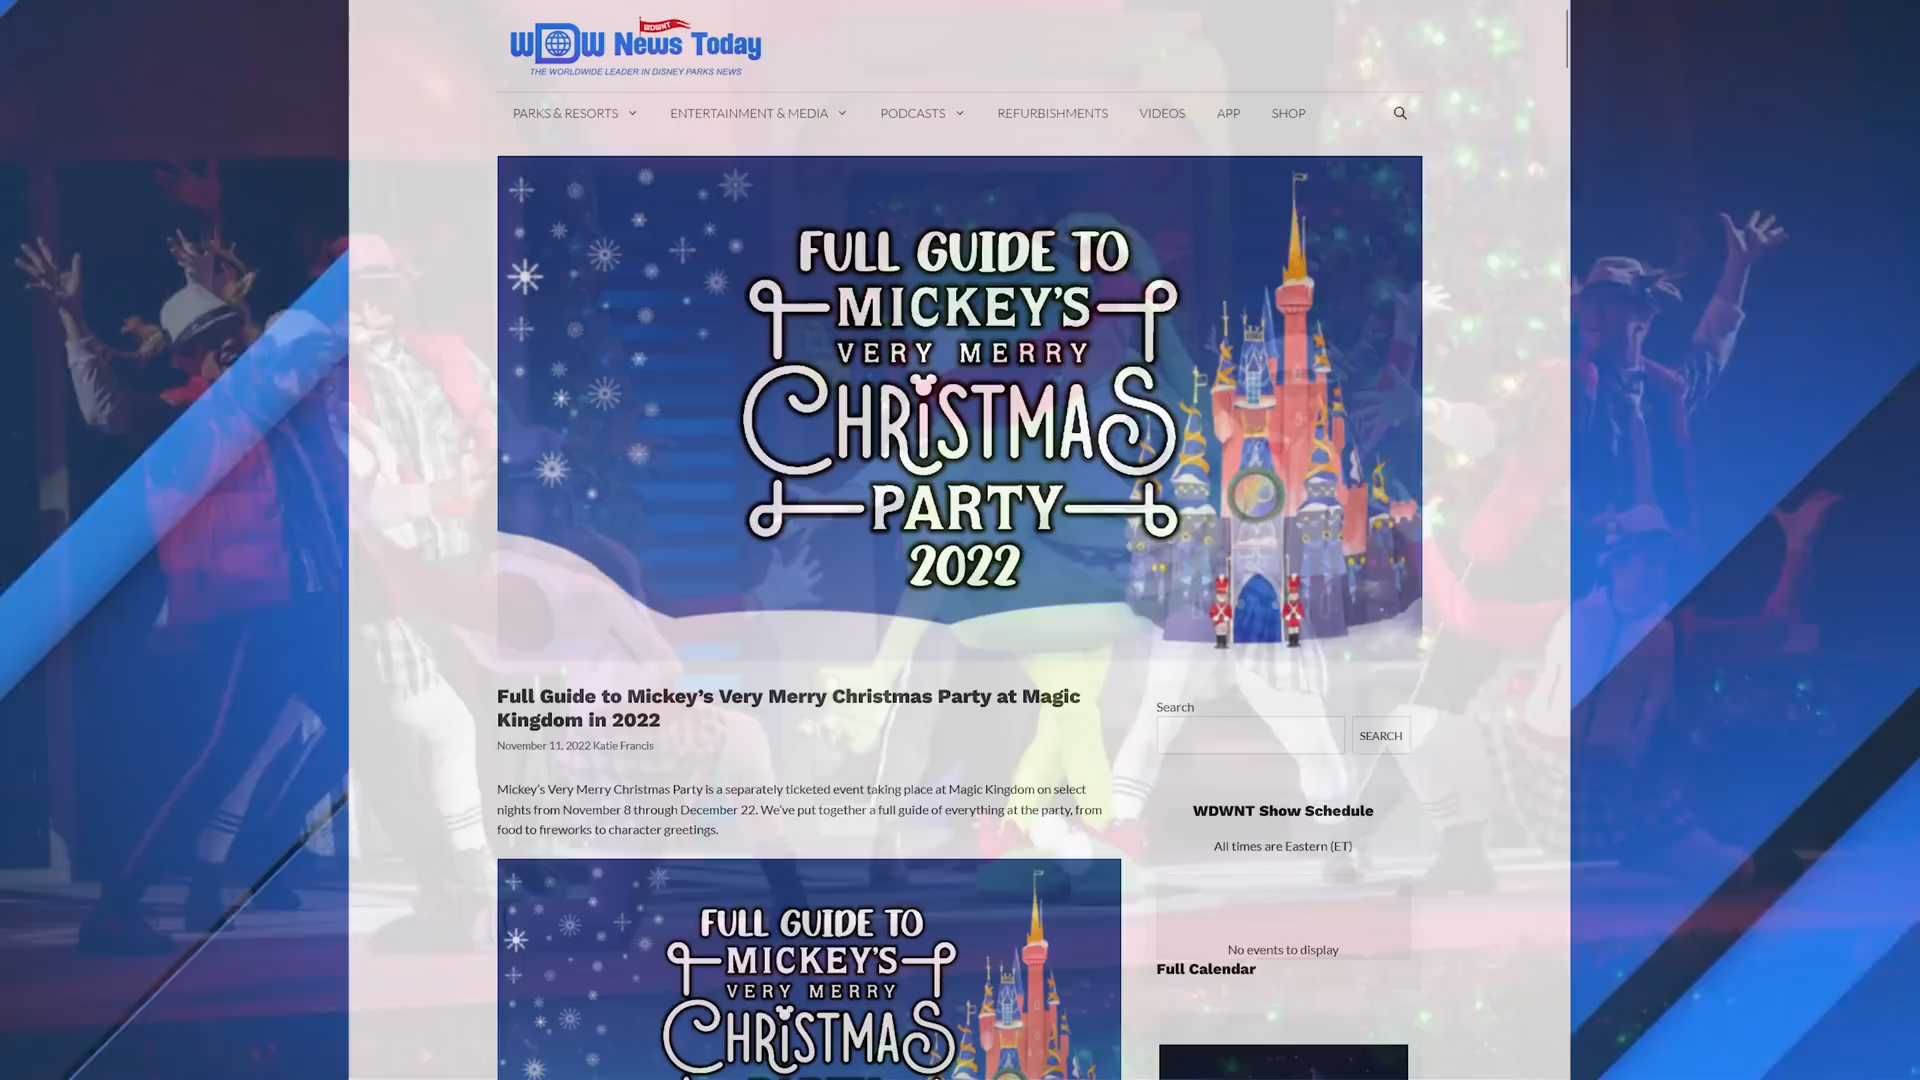 WDWNT
WDW News Today
THE WORLDWIDE LEADER IN DISNEY PARKS NEWS
PARKS & RESORTS ENTERTAINMENT & MEDIA PODCASTS REFURBISHMENTS VIDEOS APP SHOP
FULL GUIDE TO
MICKEY'S
VERY MERRY
CHRISTMAS
PARTY
2022
Full Guide to Mickey's Very Merry Christmas Party at Magic
Kingdom in 2022
November 11, 2022 Katie Francis
Mickey's Very Merry Christmas Party is a separately ticketed event taking place at Magic Kingdom on select
nights from November 8 through December 22. We've put together a full guide of everything at the party, from
food to fireworks to character greetings.
FULL GUIDE TO
MICKEY'S
VERY MERRY
CHRISTMAS
Search
SEARCH
WDWNT Show Schedule
All times are Eastern (ET)
No events to display
Full Calendar